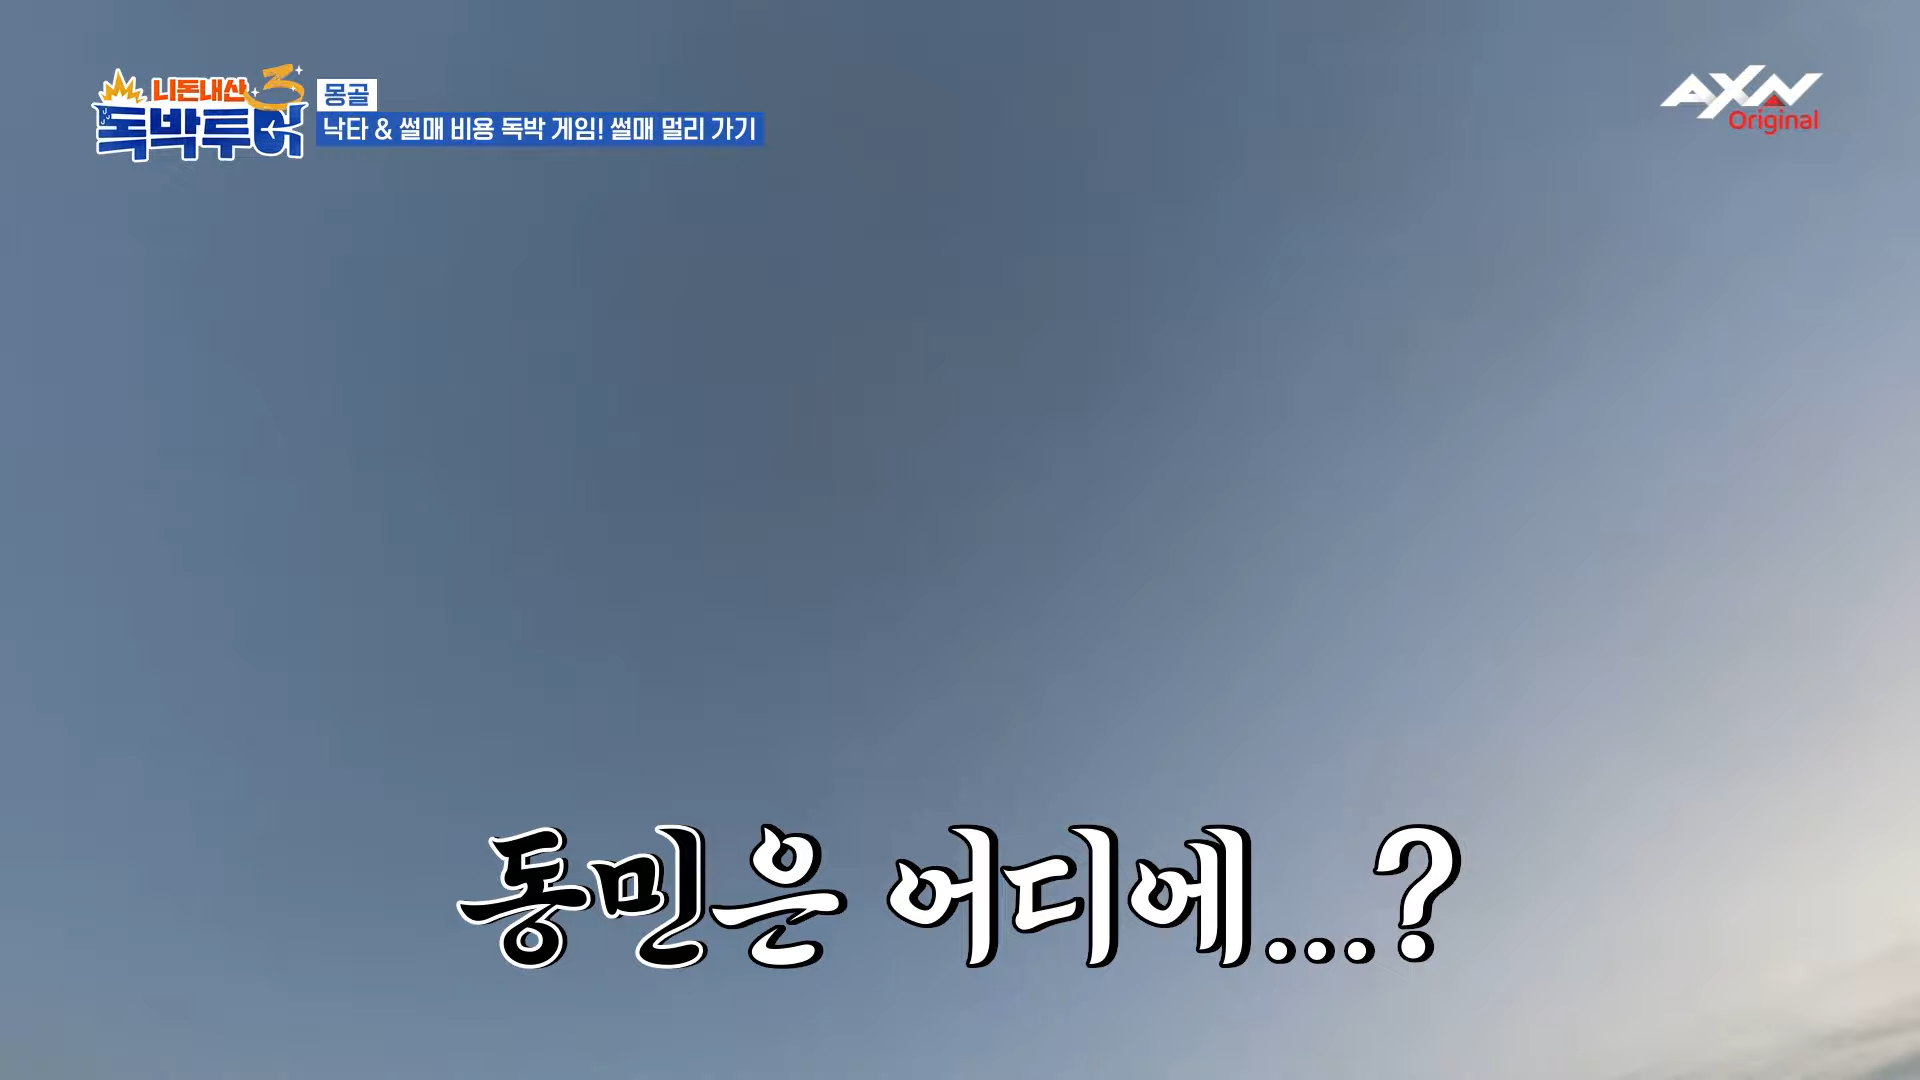 니돈내산
독박투어3
몽골
낙타 & 썰매 비용 독박 게임! 썰매 멀리 가기
AXN
Original
동민은 어디에...?